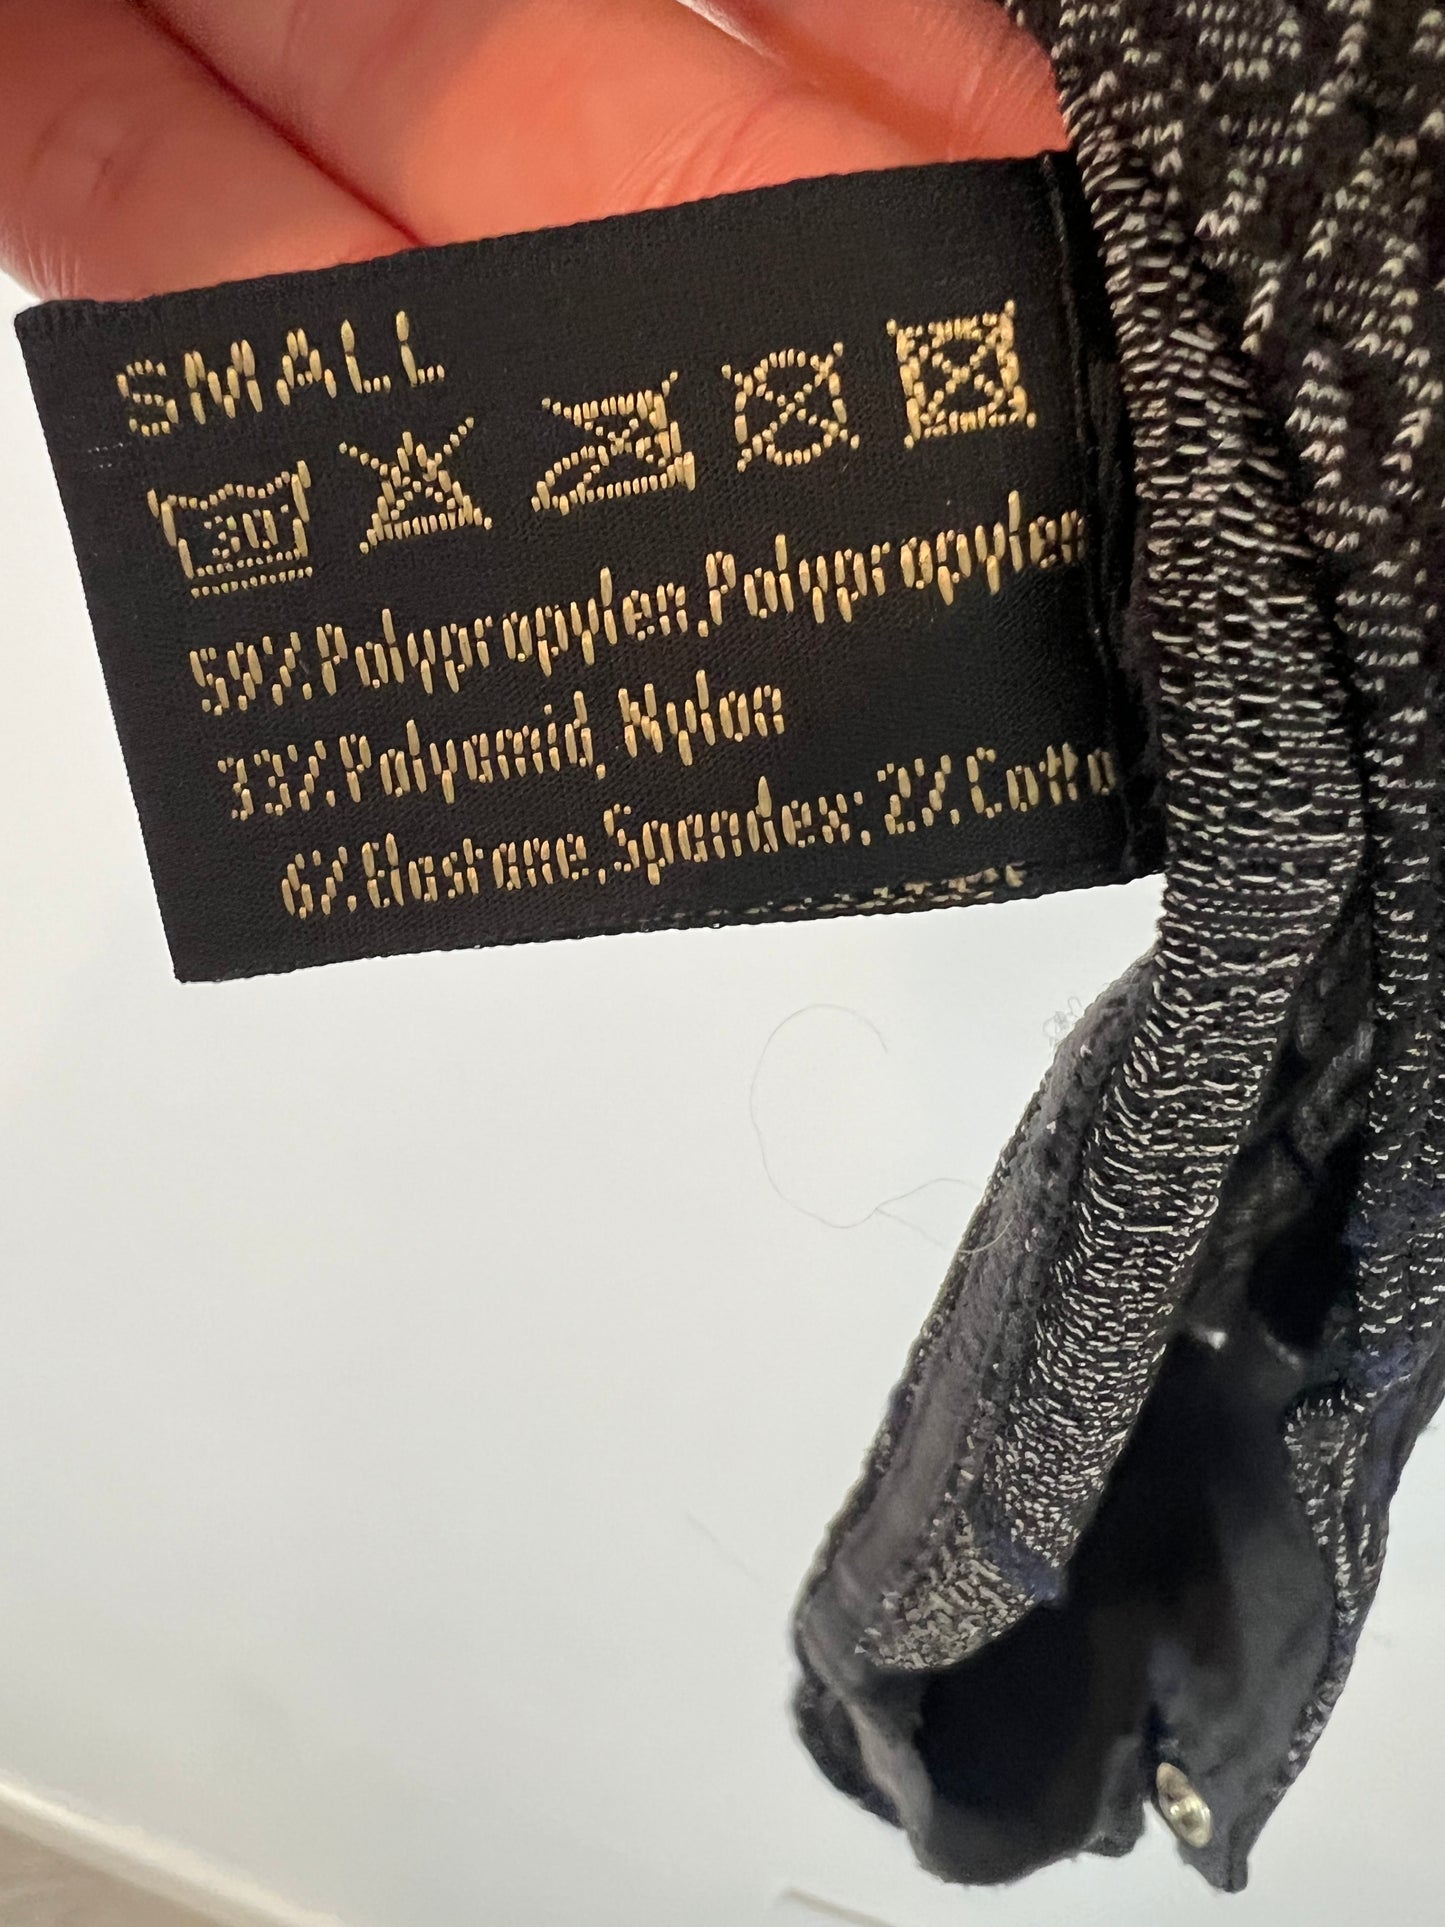 SMALL
30
59%Polypropylen,Polypropylen
33%Polyamid, Nylon
6%Elastane,Spandex; 2%Cotto